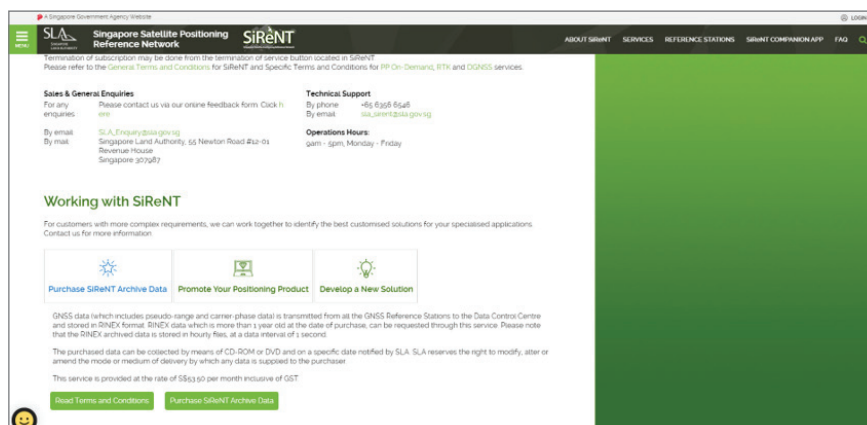 A Singapore Government Agency Website
LOGIN
MENU
SLA
Singapore Satellite Positioning
Reference Network
SiReNT
ABOUT SiReNT SERVICES REFERENCE STATIONS SiReNT COMPANION APP FAQ
Termination of subscription may be done from the termination of service button located in SiReNT
Please refer to the General Terms and Conditions for SiReNT and Specific Terms and Conditions for PP On-Demand, RTK and DGNSS services.
Sales & General Enquiries
For any enquiries
Please contact us via our online feedback form. Click h
ere
By email SLA_Enquiry@sla.gov.sg
By mail Singapore Land Authority, 55 Newton Road #12-01
Revenue House
Singapore 307987
Technical Support
By phone +65 6356 6546
By email sla_sirent@sla.gov.sg
Operations Hours:
9am - 5pm, Monday - Friday
Working with SiReNT
For customers with more complex requirements, we can work together to identify the best customised solutions for your specialised applications.
Contact us for more information
Purchase SiReNT Archive Data
Promote Your Positioning Product
Develop a New Solution
GNSS data (which includes pseudo-range and carrier-phase data) is transmitted from all the GNSS Reference Stations to the Data Control Centre
and stored in RINEX format. RINEX data which is more than 1 year old at the date of purchase, can be requested through this service. Please note
that the RINEX archived data is stored in hourly files, at a data interval of 1 second.
The purchased data can be collected by means of CD-ROM or DVD and on a specific date notified by SLA. SLA reserves the right to modify, alter or
amend the mode or medium of delivery by which any data is supplied to the purchaser.
This service is provided at the rate of S$53.50 per month inclusive of GST
Read Terms and Conditions
Purchase SiReNT Archive Data